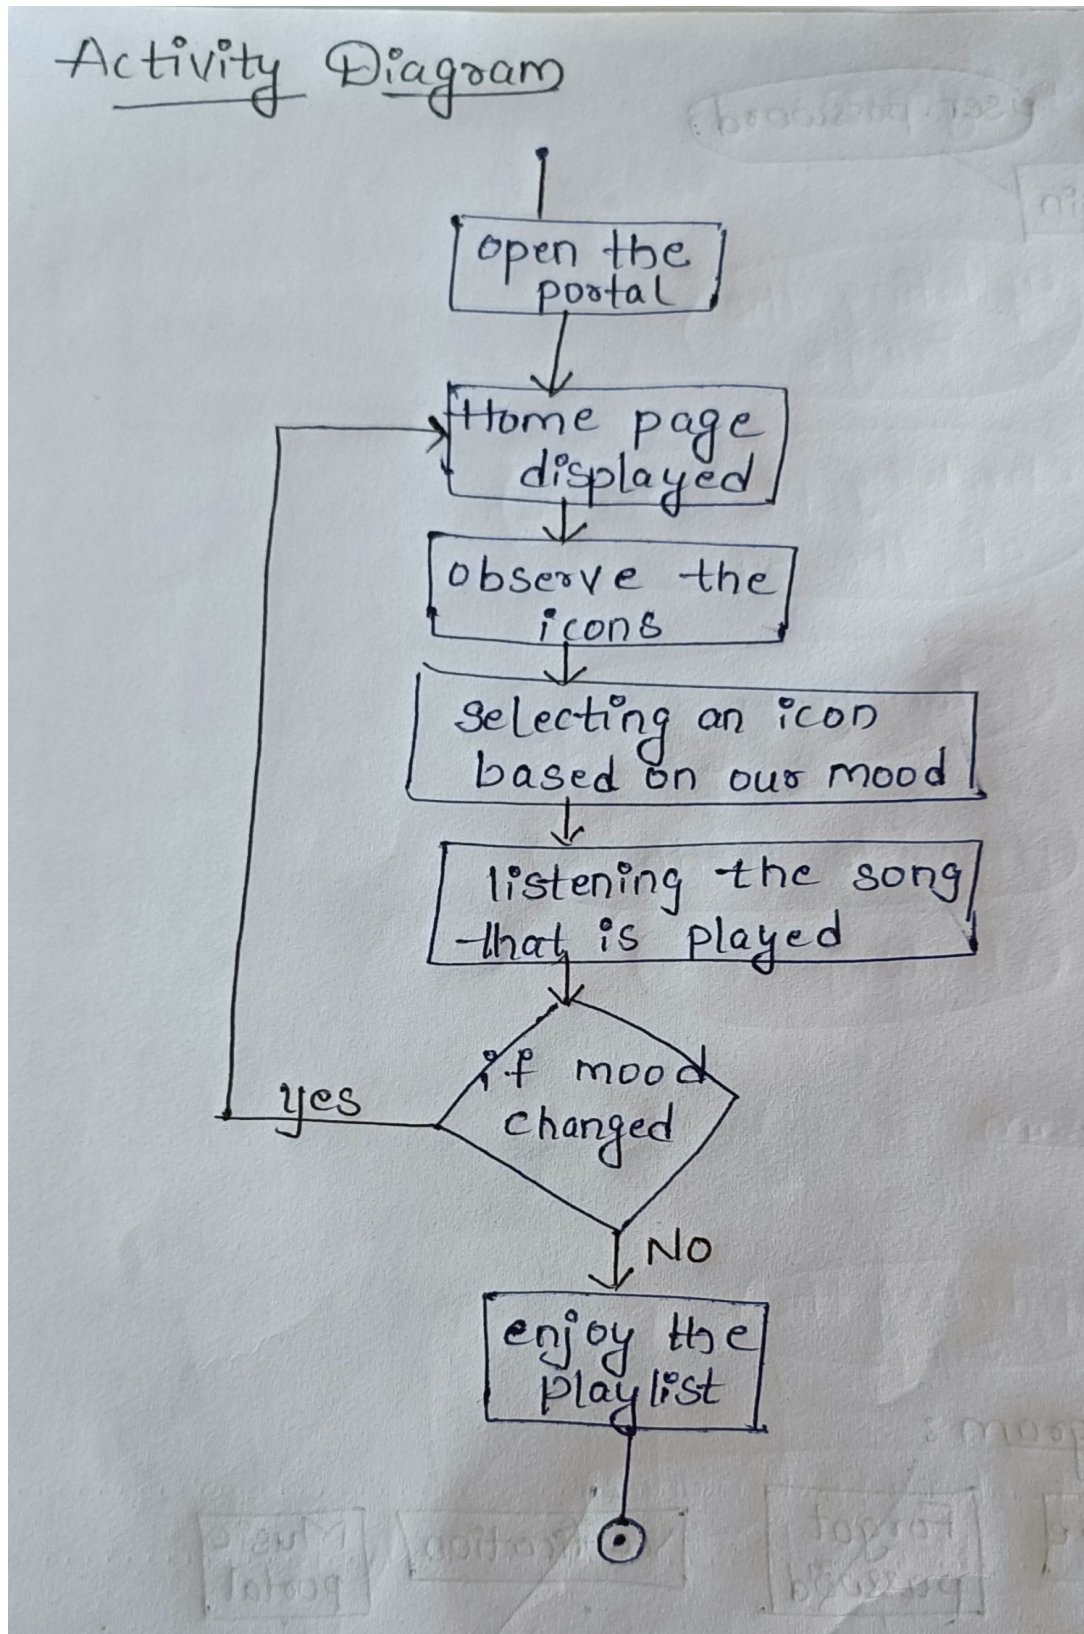 Activity Diagram
open the
portal
Home page
displayed
observe the
icons
selecting an icon
based on our mood
listening the song
that is played
if mood
changed
yes
NO
enjoy the
playlist